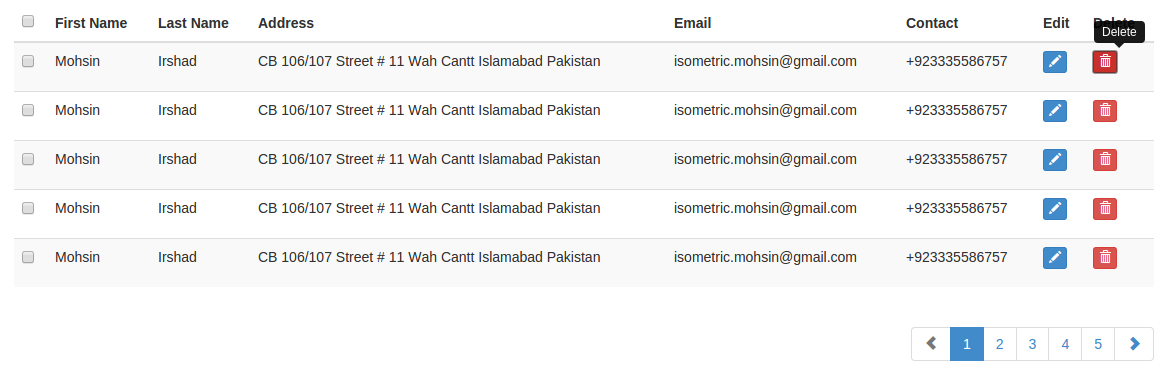 First Name Last Name Address Email Contact Edit Delete
Delete
Mohsin Irshad CB 106/107 Street # 11 Wah Cantt Islamabad Pakistan isometric.mohsin@gmail.com +923335586757
Mohsin Irshad CB 106/107 Street # 11 Wah Cantt Islamabad Pakistan isometric.mohsin@gmail.com +923335586757
Mohsin Irshad CB 106/107 Street # 11 Wah Cantt Islamabad Pakistan isometric.mohsin@gmail.com +923335586757
Mohsin Irshad CB 106/107 Street # 11 Wah Cantt Islamabad Pakistan isometric.mohsin@gmail.com +923335586757
Mohsin Irshad CB 106/107 Street # 11 Wah Cantt Islamabad Pakistan isometric.mohsin@gmail.com +923335586757
1 2 3 4 5